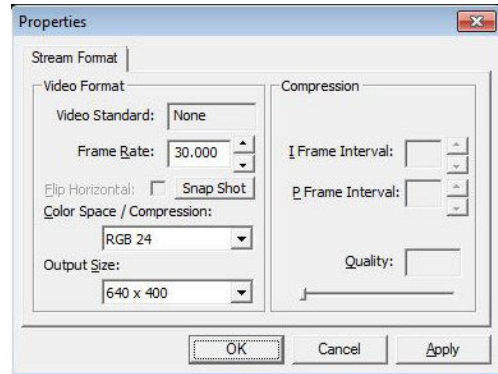 Properties
Stream Format
Video Format
Video Standard: None
Frame Rate: 30.000
Flip Horizontal: Snap Shot
Color Space / Compression:
RGB 24
Output Size:
640 x 400
Compression
I Frame Interval:
P Frame Interval:
Quality:
OK Cancel Apply